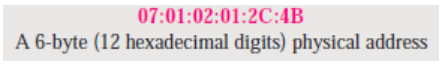 07:01:02:01:2C:4B
A 6-byte (12 hexadecimal digits) physical address